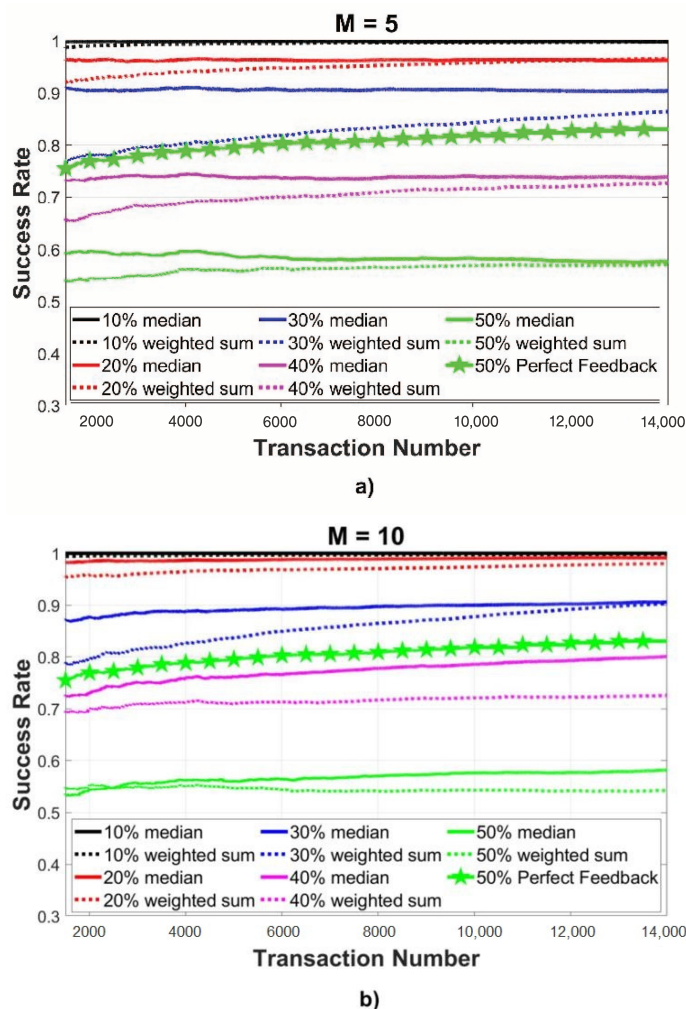 M = 5
1
0.9
0.8
0.7
0.6
0.5
0.4
0.3
Success Rate
10% median 30% median 50% median
10% weighted sum 30% weighted sum 50% weighted sum
20% median 40% median 50% Perfect Feedback
20% weighted sum 40% weighted sum
2000 4000 6000 8000 10,000 12,000 14,000
Transaction Number
a)
M = 10
1
0.9
0.8
0.7
0.6
0.5
0.4
0.3
Success Rate
10% median 30% median 50% median
10% weighted sum 30% weighted sum 50% weighted sum
20% median 40% median 50% Perfect Feedback
20% weighted sum 40% weighted sum
2000 4000 6000 8000 10,000 12,000 14,000
Transaction Number
b)